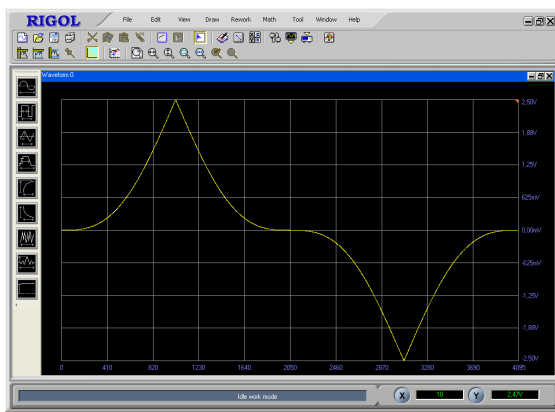 RIGOL
File Edit View Draw Rework Math Tool Window Help
Waveform 0
2.50V
1.88V
1.25V
625mV
0.00mV
-625mV
-1.25V
-1.88V
-2.50V
0 410 820 1230 1640 2050 2460 2870 3280 3690 4095
Idle work mode
X 10 Y 2.47V